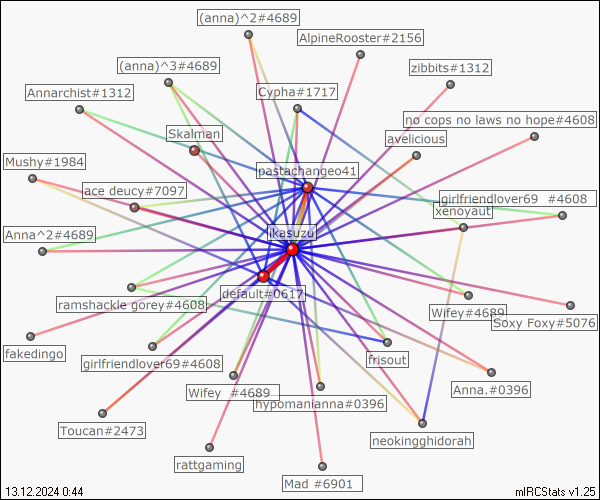 (anna)^2#4689
AlpineRooster#2156
(anna)^3#4689
zibbits#1312
Annarchist#1312
Cypha#1717
no cops no laws no hope#4608
Skalman
avelicious
Mushy#1984
pastachangeo41
ace deucy#7097
girlfriendlover69 #4608
xenoyaut
Anna^2#4689
ikasuzu
default#0617
ramshackle gorey#4608
Wifey#4689
Soxy Foxy#5076
fakedingo
girlfriendlover69#4608
frisout
Wifey #4689
Anna.#0396
hypomanianna#0396
Toucan#2473
neokingghidorah
rattgaming
Mad #6901
13.12.2024 0:44
mIRCStats v1.25